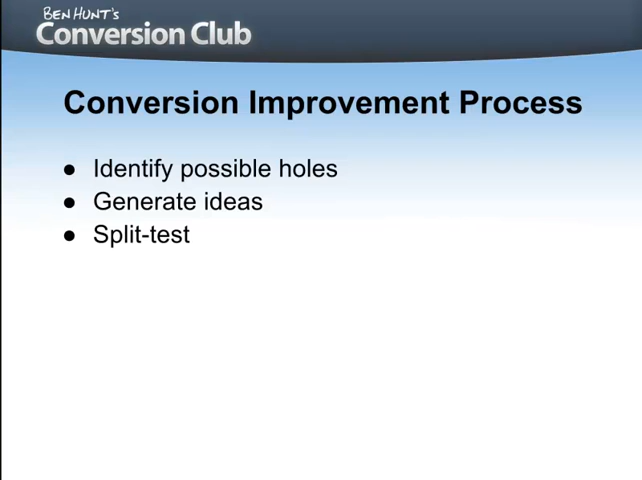 BEN HUNT'S
Conversion Club
Conversion Improvement Process
● Identify possible holes
● Generate ideas
● Split-test